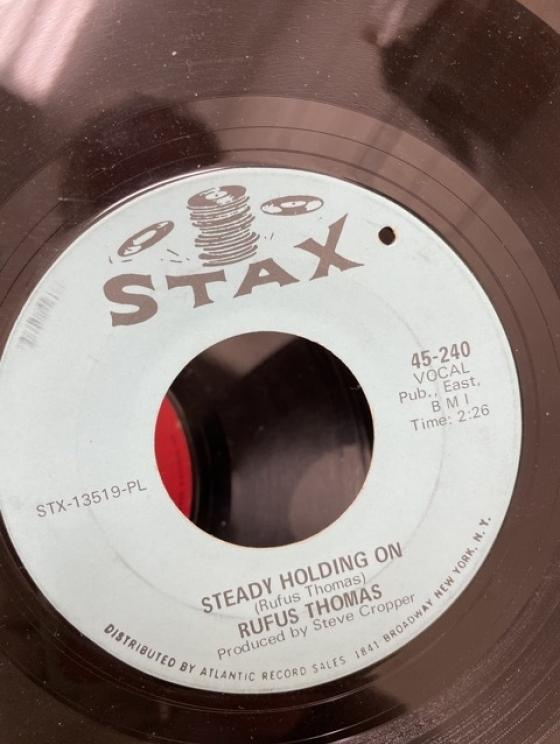 STAX
45-240
VOCAL
Pub., East,
B M I
Time: 2:26
STX-13519-PL
STEADY HOLDING ON
(Rufus Thomas)
RUFUS THOMAS
Produced by Steve Cropper
DISTRIBUTED BY ATLANTIC RECORD SALES 1841 BROADWAY NEW YORK, N.Y.